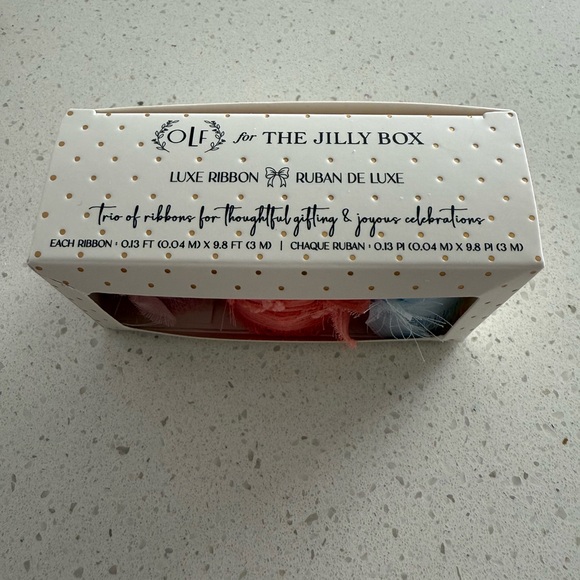 OLF for THE JILLY BOX
LUXE RIBBON RUBAN DE LUXE
Trio of ribbons for thoughtful gifting & joyous celebrations
EACH RIBBON : 0.13 FT (0.04 M) X 9.8 FT (3 M) | CHAQUE RUBAN : 0.13 PI (0.04 M) X 9.8 PI (3 M)